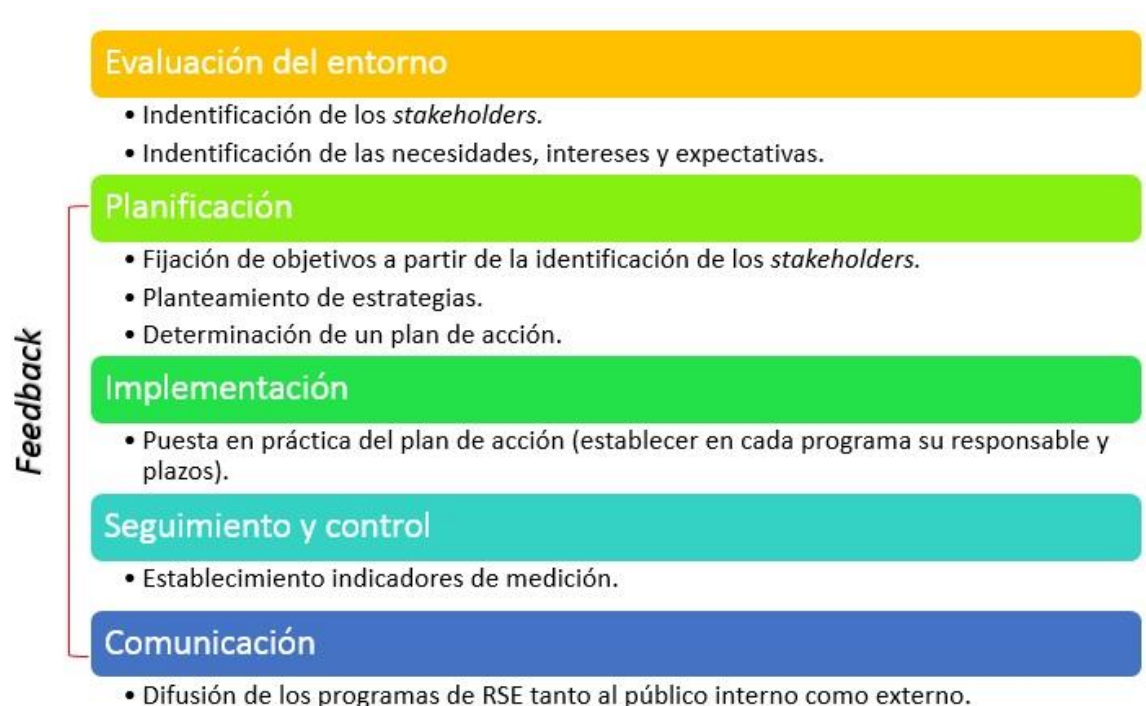 Evaluación del entorno
• Indentificación de los stakeholders.
• Indentificación de las necesidades, intereses y expectativas.
Planificación
• Fijación de objetivos a partir de la identificación de los stakeholders.
• Planteamiento de estrategias.
• Determinación de un plan de acción.
Implementación
• Puesta en práctica del plan de acción (establecer en cada programa su responsable y
plazos).
Seguimiento y control
• Establecimiento indicadores de medición.
Comunicación
• Difusión de los programas de RSE tanto al público interno como externo.
Feedback